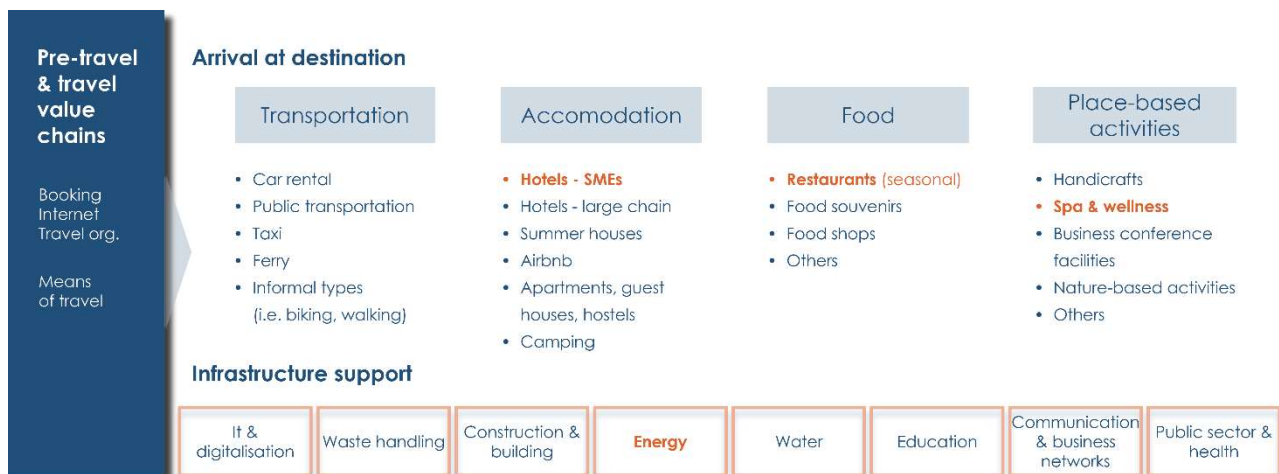 Pre-travel
& travel
value
chains
Booking
Internet
Travel org.
Means
of travel
Arrival at destination
Transportation
• Car rental
• Public transportation
• Taxi
• Ferry
• Informal types
(i.e. biking, walking)
Accomodation
• Hotels - SMEs
• Hotels - large chain
• Summer houses
• Airbnb
• Apartments, guest
houses, hostels
• Camping
Food
• Restaurants (seasonal)
• Food souvenirs
• Food shops
• Others
Place-based
activities
• Handicrafts
• Spa & wellness
• Business conference
facilities
• Nature-based activities
• Others
Infrastructure support
It &
digitalisation
Waste handling
Construction &
building
Energy
Water
Education
Communication
& business
networks
Public sector &
health